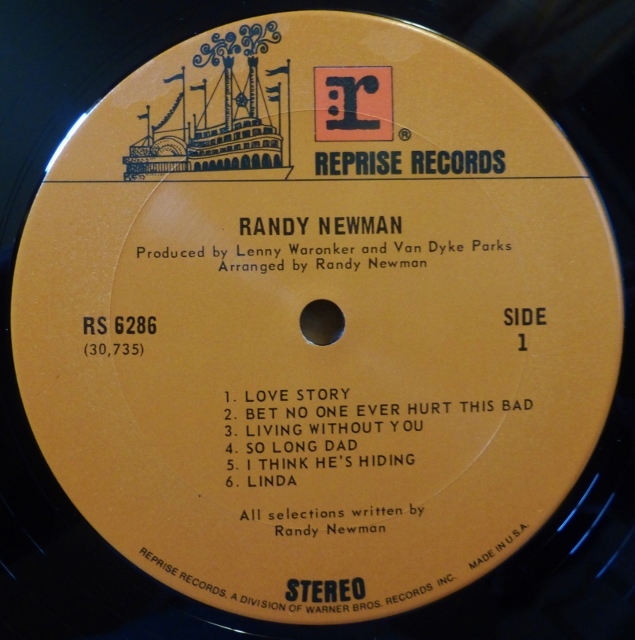 r
®
REPRISE RECORDS
RANDY NEWMAN
Produced by Lenny Waronker and Van Dyke Parks
Arranged by Randy Newman
RS 6286
(30,735)
SIDE
1
1. LOVE STORY
2. BET NO ONE EVER HURT THIS BAD
3. LIVING WITHOUT YOU
4. SO LONG DAD
5. I THINK HE'S HIDING
6. LINDA
All selections written by
Randy Newman
STEREO
REPRISE RECORDS, A DIVISION OF WARNER BROS. RECORDS INC. MADE IN U.S.A.